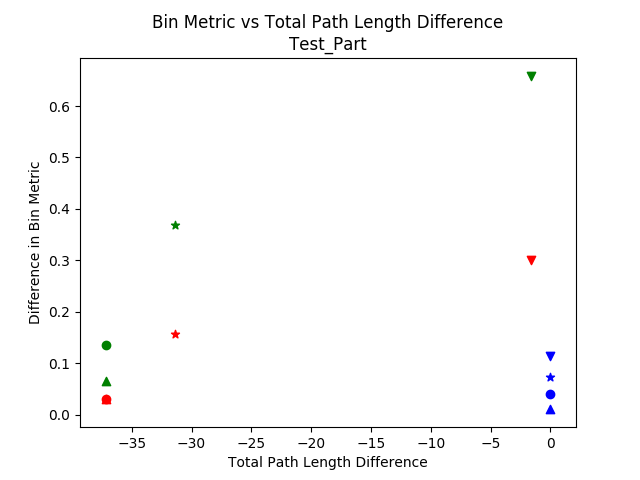 Bin Metric vs Total Path Length Difference
Test_Part
Difference in Bin Metric
0.6
0.5
0.4
0.3
0.2
0.1
0.0
−35 −30 −25 −20 −15 −10 −5 0
Total Path Length Difference